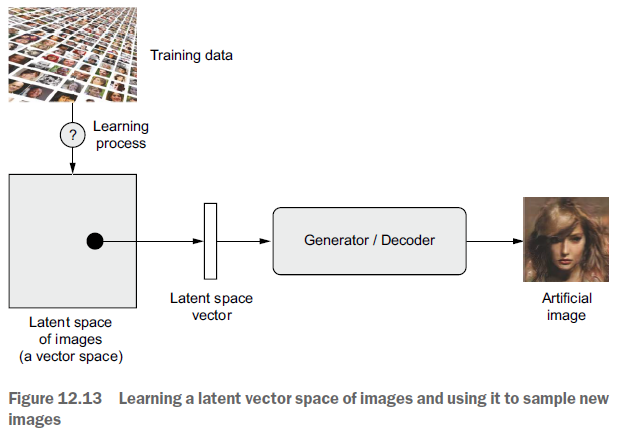 Training data
?
Learning
process
Generator / Decoder
Latent space
of images
(a vector space)
Latent space
vector
Artificial
image
Figure 12.13 Learning a latent vector space of images and using it to sample new
images